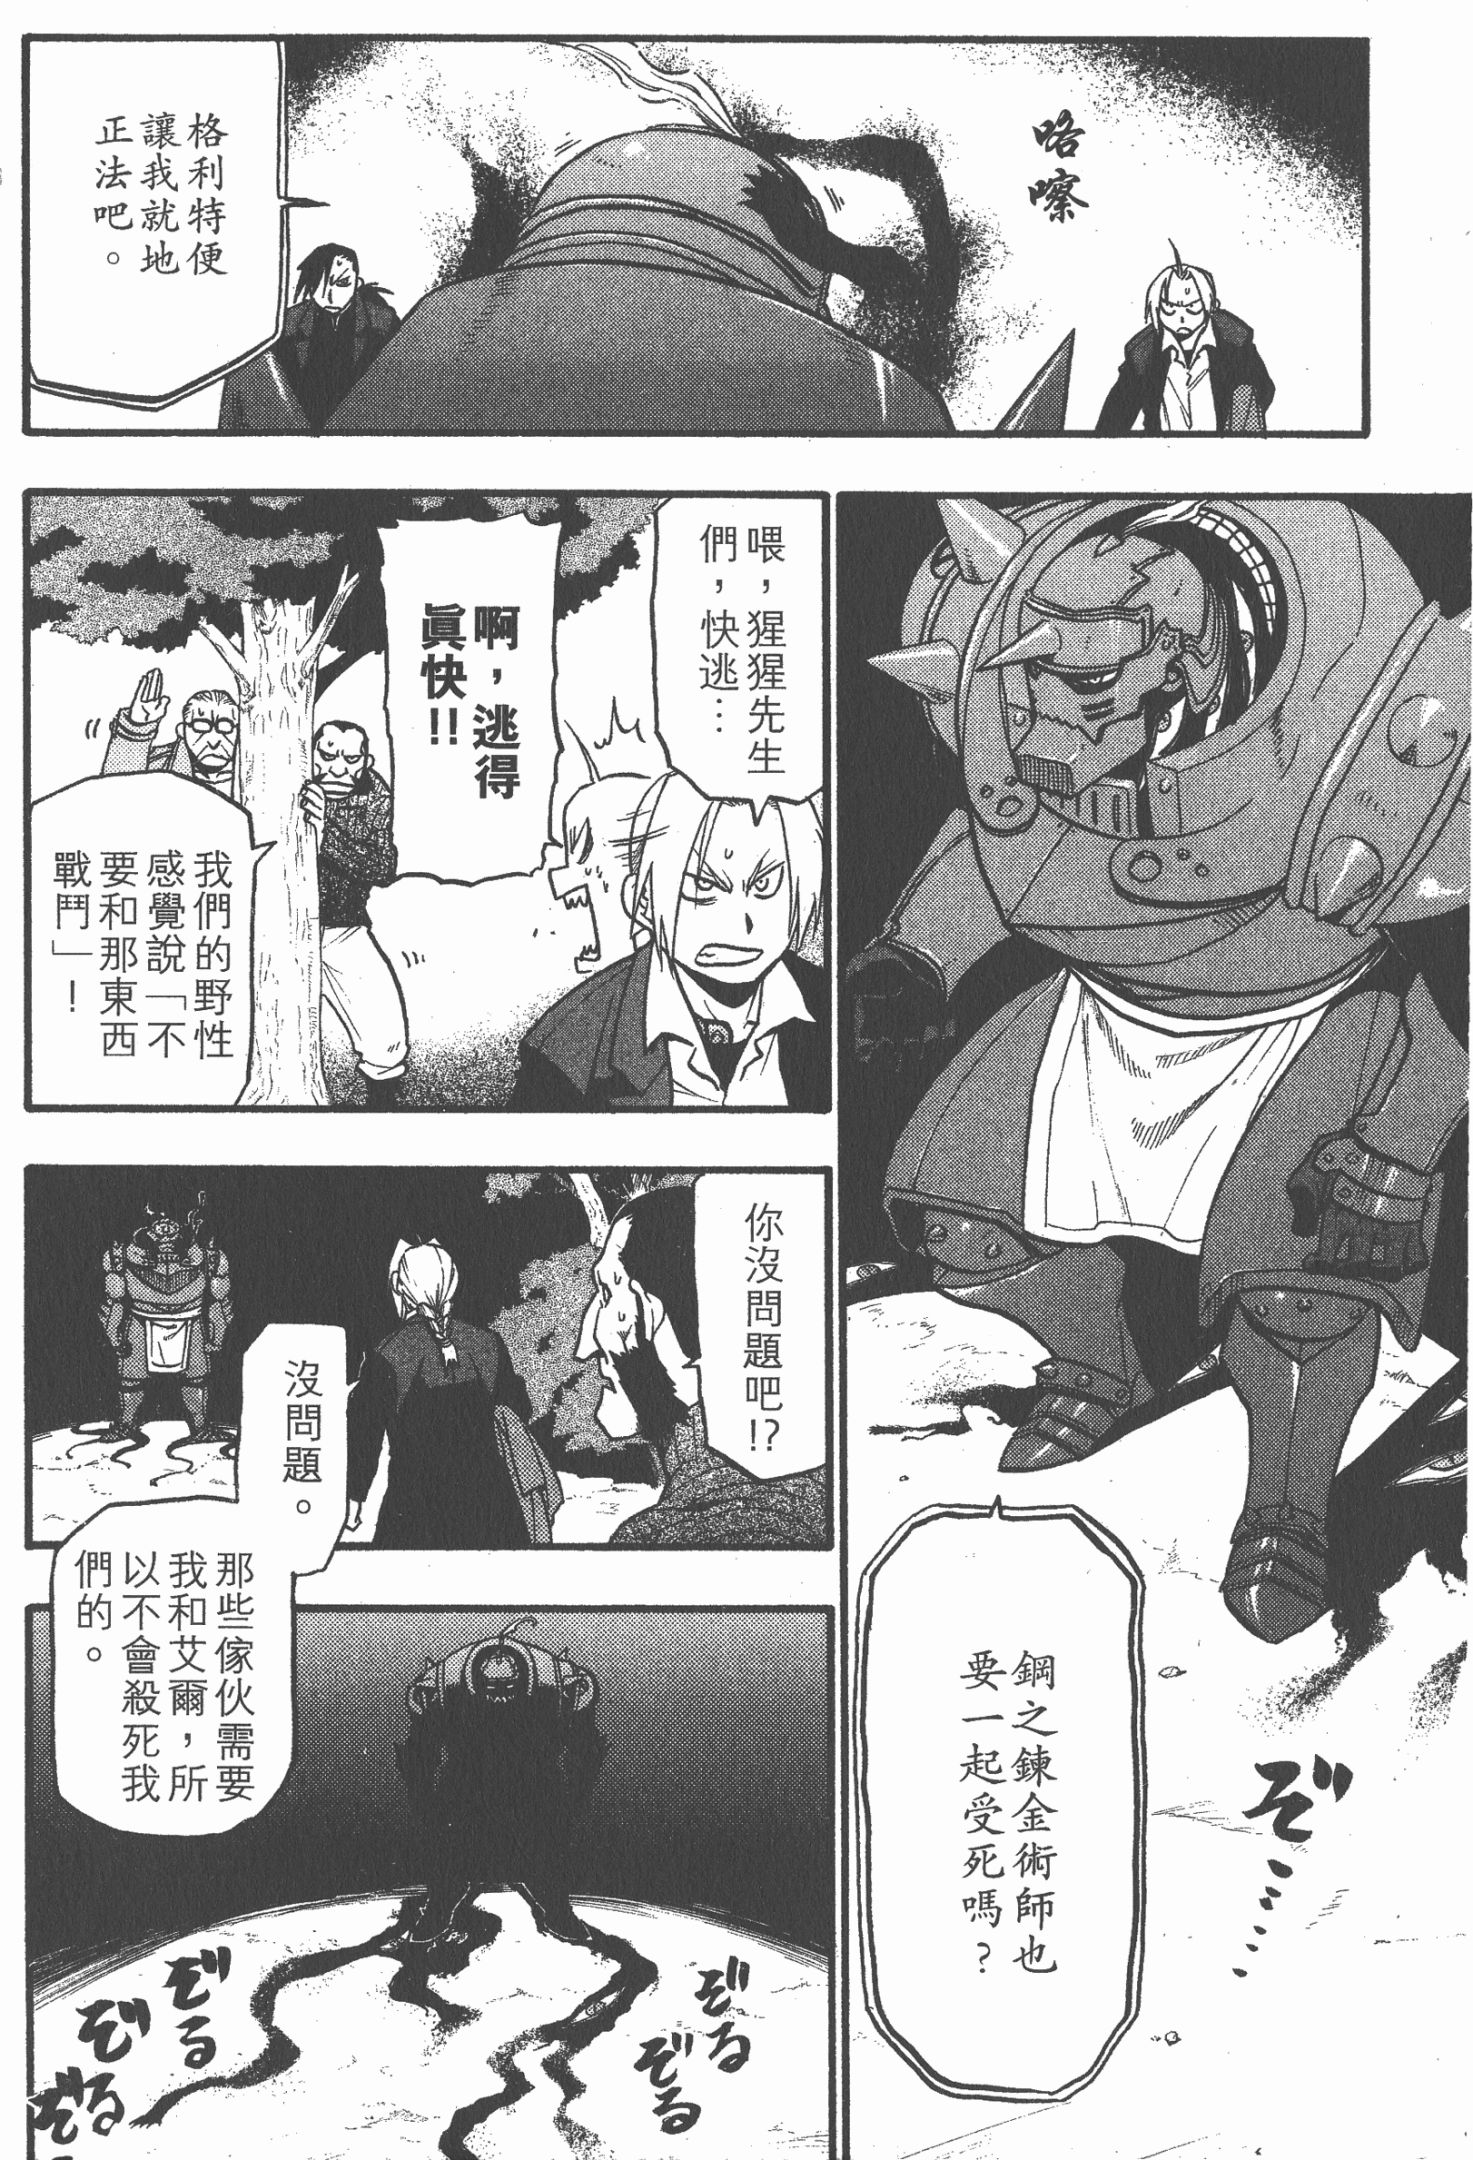 咯嚓
格利特便
讓我就地
正法吧。
鋼之鍊金術師也
要一起受死嗎?
ぞ……
喂,猩猩先生
們,快逃…
啊,逃得
真快!!
我們的野性
感覺說「不
要和那東西
戰鬥」!
你沒問題吧!?
沒問題。
那些傢伙需要
我和艾爾,所
以不會殺死我
們的。
ぞる
ぞる
ぞる
ぞる
ぞる